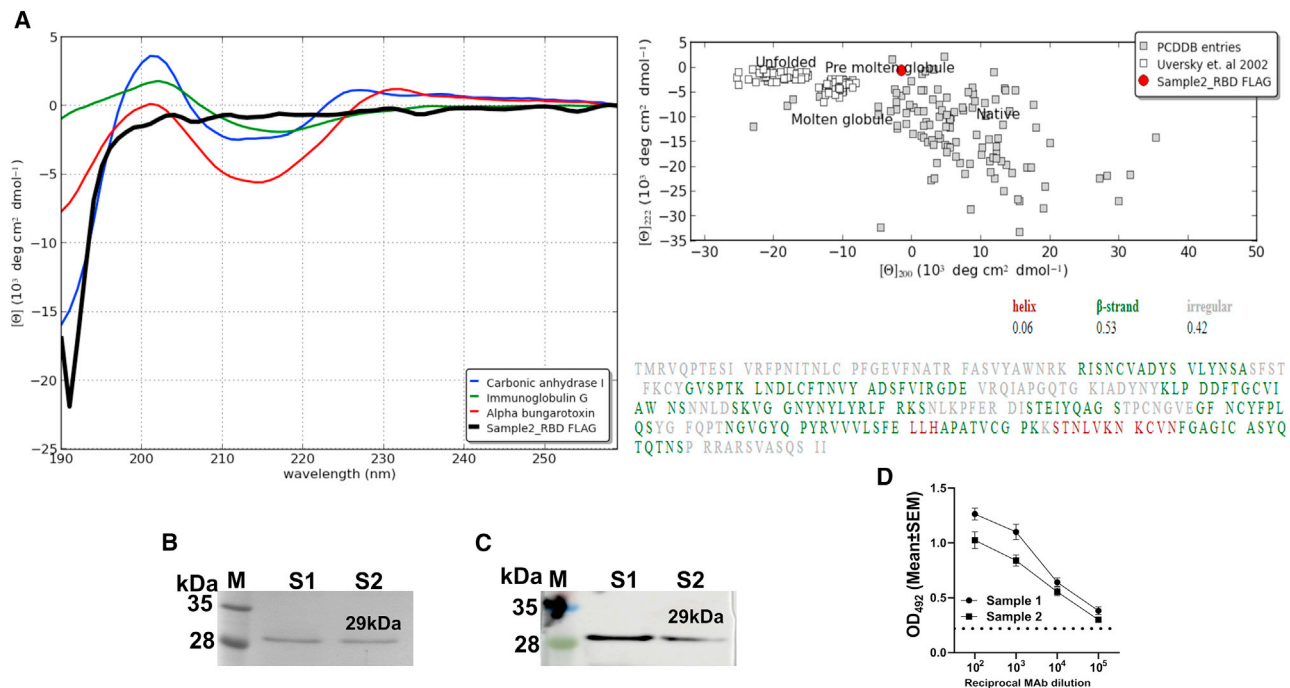 A
5
0
−5
−10
−15
−20
−25
190 200 210 220 230 240 250
wavelength (nm)
[Θ] (10³ deg cm² dmol⁻¹)
Carbonic anhydrase I
Immunoglobulin G
Alpha bungarotoxin
Sample2_RBD FLAG
5
0
−5
−10
−15
−20
−25
−30
−35
−30 −20 −10 0 10 20 30 40 50
[Θ]₂₀₀ (10³ deg cm² dmol⁻¹)
[Θ]₂₂₂ (10³ deg cm² dmol⁻¹)
Unfolded
Pre molten globule
Molten globule
Native
PCDDB entries
Uversky et. al 2002
Sample2_RBD FLAG
helix β-strand irregular
0.06 0.53 0.42
TMRVQPTESI VRFPNITNLC PFGEVFNATR FASVYAWNRK RISNCVADYS VLYNSASFST
FKCYGVSPTK LNDLCFTNVY ADSFVIRGDE VRQIAPGQTG KIADYNYKLP DDFTGCVI
AW NSNNLDSKVG GNYNYLYRLF RKSNLKPFER DISTEIYQAG STPCNGVEGF NCYFPL
QSYG FQPTNGVGYQ PYRVVVLSFE LLHAPATVCG PKKSTNLVKN KCVNFGAGIC ASYQ
TQTNSP RRARSVASQS II
B
kDa M S1 S2
35
28
29kDa
C
kDa M S1 S2
35
28
29kDa
D
1.5
1.0
0.5
0.0
OD₄₉₂ (Mean±SEM)
Sample 1
Sample 2
10² 10³ 10⁴ 10⁵
Reciprocal MAb dilution